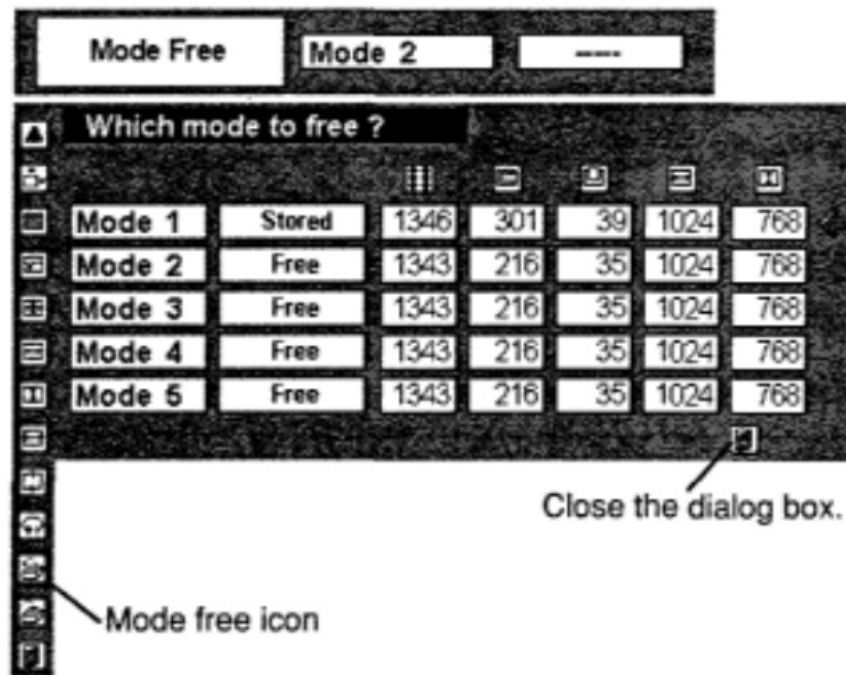 Mode Free Mode 2 -----
Which mode to free ?
Mode 1 Stored 1346 301 39 1024 768
Mode 2 Free 1343 216 35 1024 768
Mode 3 Free 1343 216 35 1024 768
Mode 4 Free 1343 216 35 1024 768
Mode 5 Free 1343 216 35 1024 768
Close the dialog box.
Mode free icon